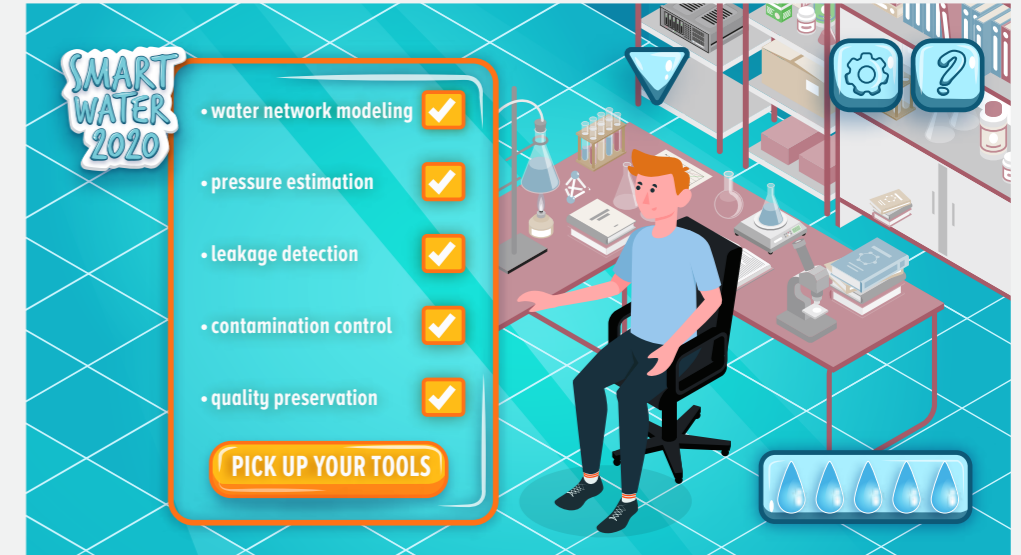 SMART
WATER
2020
• water network modeling
• pressure estimation
• leakage detection
• contamination control
• quality preservation
PICK UP YOUR TOOLS
?